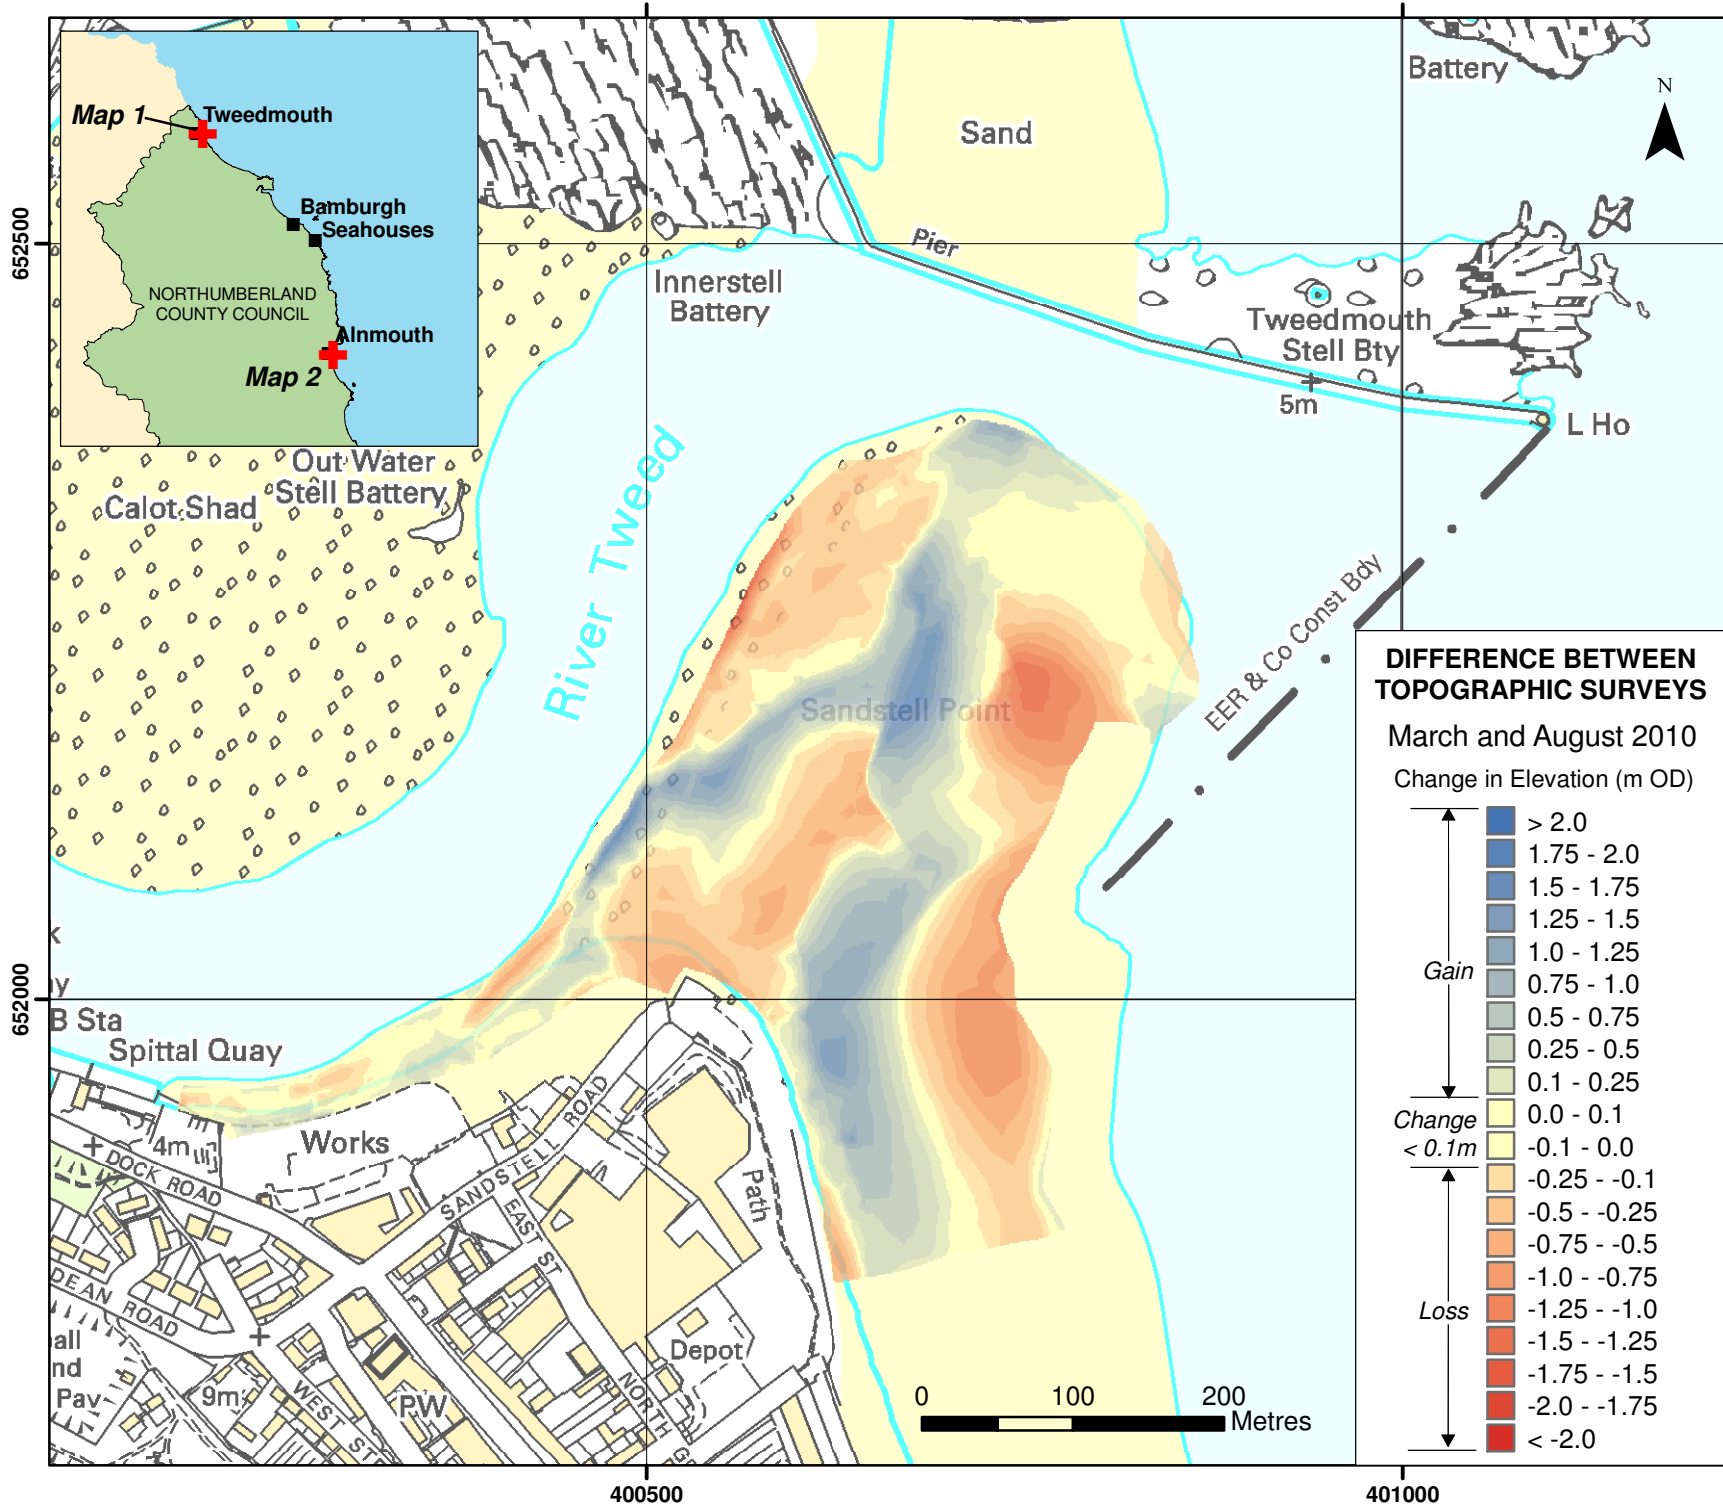 Map 1
Tweedmouth
Bamburgh
Seahouses
NORTHUMBERLAND
COUNTY COUNCIL
Alnmouth
Map 2
Battery
N
Sand
652500
Pier
Innerstell
Battery
Tweedmouth
Stell Bty
5m
L Ho
Out Water
Stell Battery
Calot Shad
River Tweed
EER & Co Const Bdy
Sandstell Point
DIFFERENCE BETWEEN
TOPOGRAPHIC SURVEYS
March and August 2010
Change in Elevation (m OD)
> 2.0
1.75 - 2.0
1.5 - 1.75
1.25 - 1.5
1.0 - 1.25
Gain
0.75 - 1.0
0.5 - 0.75
0.25 - 0.5
0.1 - 0.25
Change
< 0.1m
0.0 - 0.1
-0.1 - 0.0
-0.25 - -0.1
-0.5 - -0.25
-0.75 - -0.5
-1.0 - -0.75
Loss
-1.25 - -1.0
-1.5 - -1.25
-1.75 - -1.5
-2.0 - -1.75
< -2.0
652000
k
y
B Sta
Spittal Quay
Works
4m
DOCK ROAD
SANDSTELL ROAD
EAST ST
Path
DEAN ROAD
all
nd
Pav
9m
WEST ST
PW
NORTH G
Depot
0 100 200
Metres
400500
401000